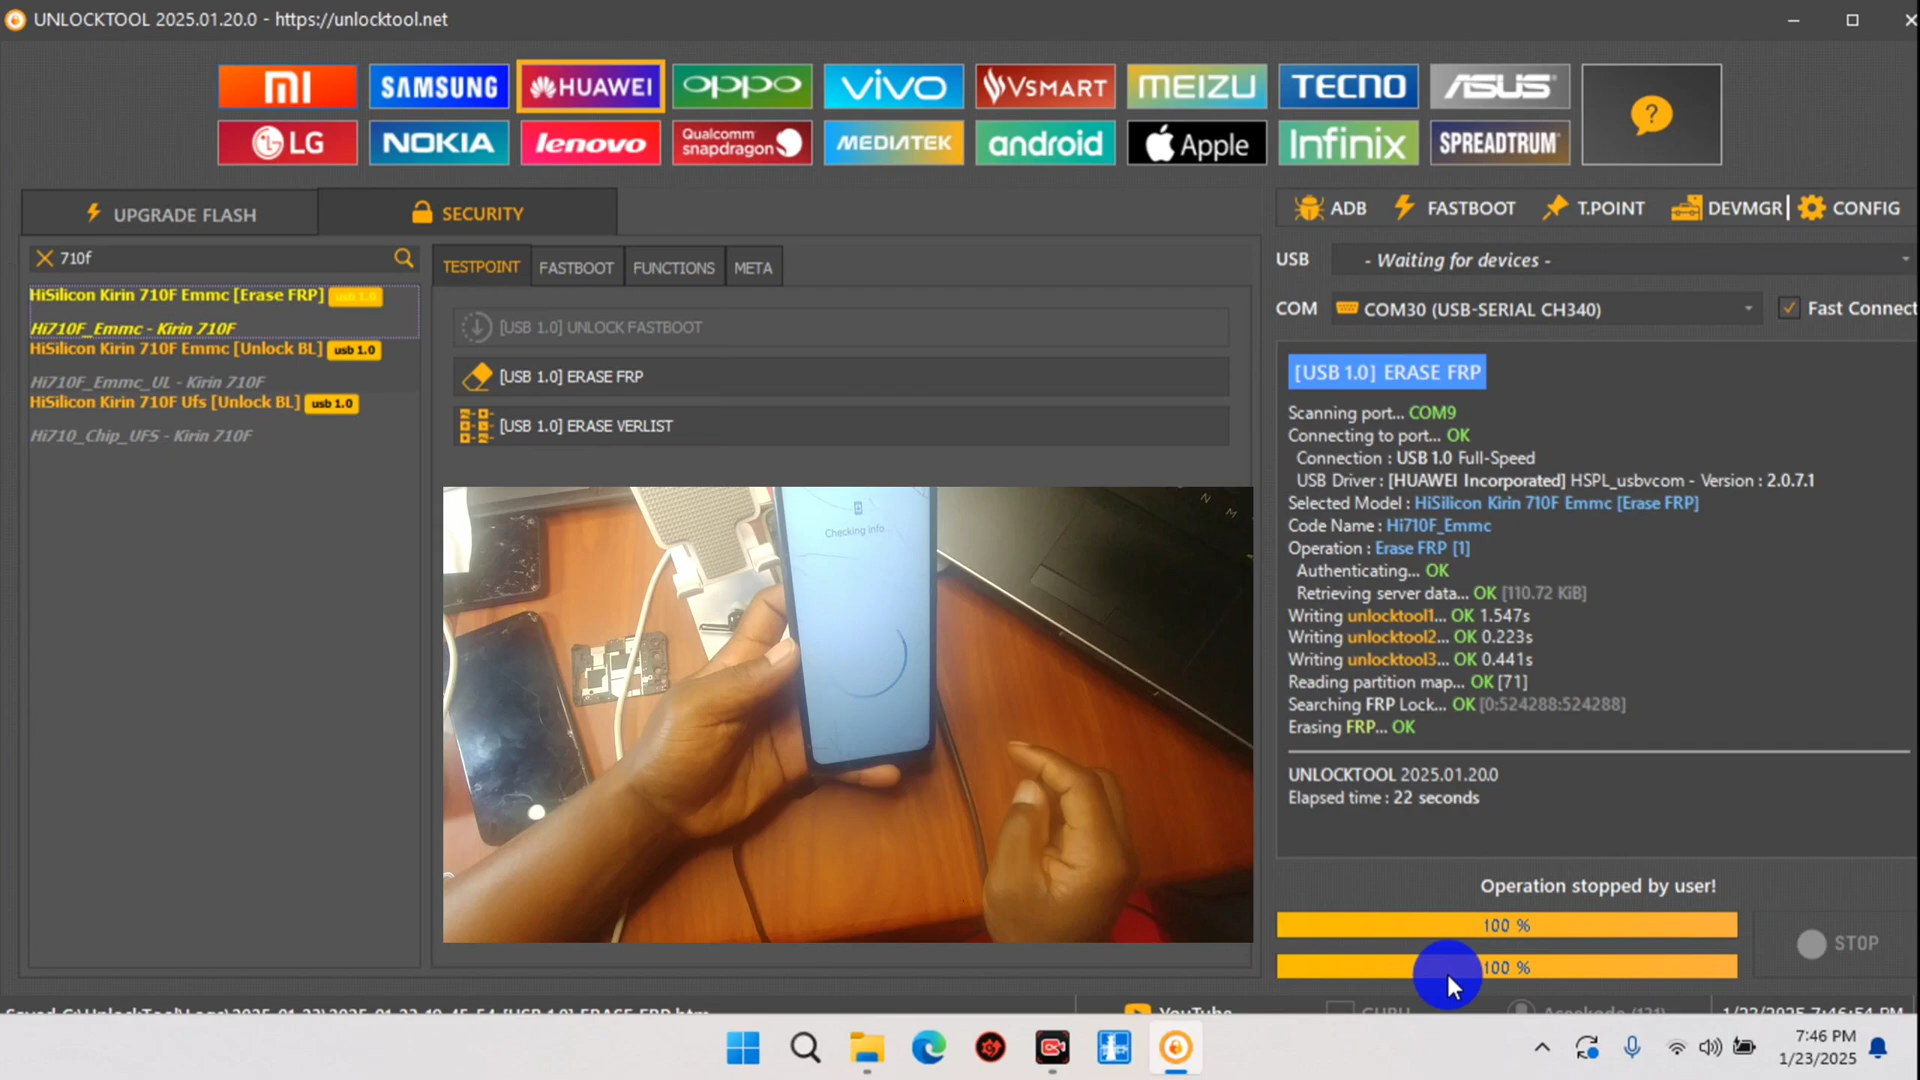 UNLOCKTOOL 2025.01.20.0 - https://unlocktool.net
mi
SAMSUNG
HUAWEI
oppo
vivo
VSMART
MEIZU
TECNO
ASUS
?
LG
NOKIA
lenovo
Qualcomm
snapdragon
MEDIATEK
android
Apple
Infinix
SPREADTRUM
UPGRADE FLASH
SECURITY
ADB
FASTBOOT
T.POINT
DEVMGR
CONFIG
710f
HiSilicon Kirin 710F Emmc [Erase FRP] usb 1.0
Hi710F_Emmc - Kirin 710F
HiSilicon Kirin 710F Emmc [Unlock BL] usb 1.0
Hi710F_Emmc_UL - Kirin 710F
HiSilicon Kirin 710F Ufs [Unlock BL] usb 1.0
Hi710_Chip_UFS - Kirin 710F
TESTPOINT
FASTBOOT
FUNCTIONS
META
[USB 1.0] UNLOCK FASTBOOT
[USB 1.0] ERASE FRP
[USB 1.0] ERASE VERLIST
Checking info...
N
M
USB - Waiting for devices -
COM COM30 (USB-SERIAL CH340) Fast Connect
[USB 1.0] ERASE FRP
Scanning port... COM9
Connecting to port... OK
Connection : USB 1.0 Full-Speed
USB Driver : [HUAWEI Incorporated] HSPL_usbvcom - Version : 2.0.7.1
Selected Model : HiSilicon Kirin 710F Emmc [Erase FRP]
Code Name : Hi710F_Emmc
Operation : Erase FRP [1]
Authenticating... OK
Retrieving server data... OK [110.72 KiB]
Writing unlocktool1... OK 1.547s
Writing unlocktool2... OK 0.223s
Writing unlocktool3... OK 0.441s
Reading partition map... OK [71]
Searching FRP Lock... OK [0:524288:524288]
Erasing FRP... OK
UNLOCKTOOL 2025.01.20.0
Elapsed time : 22 seconds
Operation stopped by user!
100 %
100 %
STOP
YouTube
7:46 PM
1/23/2025